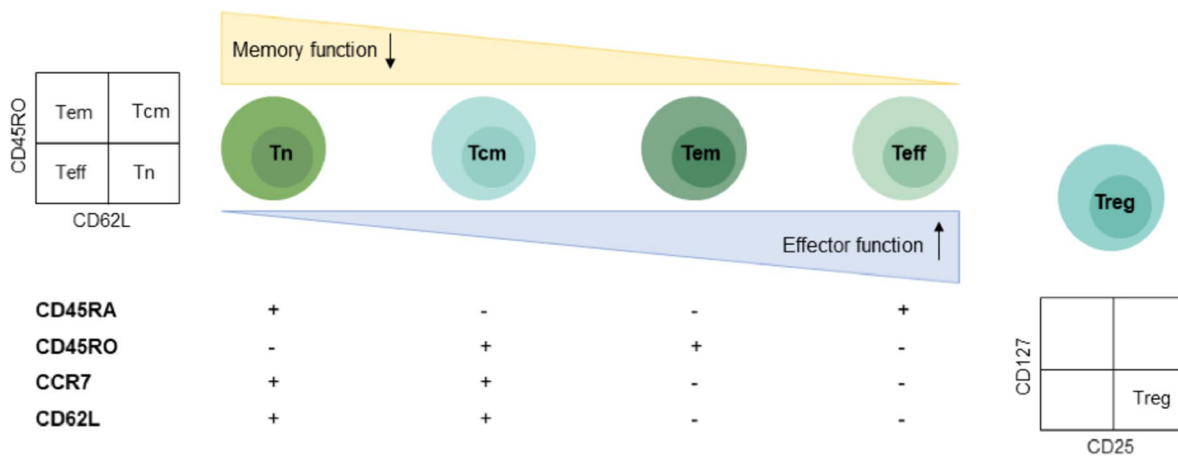 Memory function ↓
CD45RO
Tem Tcm
Teff Tn
CD62L
Tn Tcm Tem Teff
Treg
Effector function ↑
CD45RA + - - +
CD45RO - + + -
CCR7 + + - -
CD62L + + - -
CD127
Treg
CD25